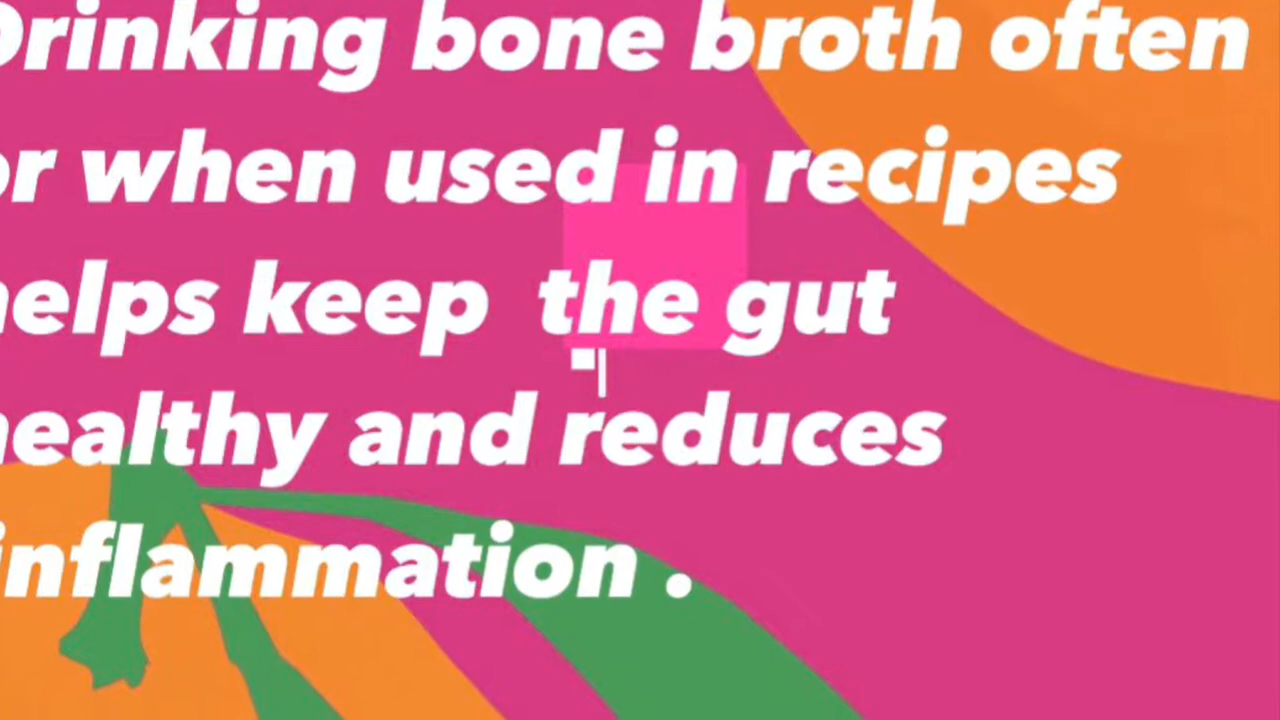 Drinking bone broth often
or when used in recipes
helps keep the gut
healthy and reduces
inflammation .